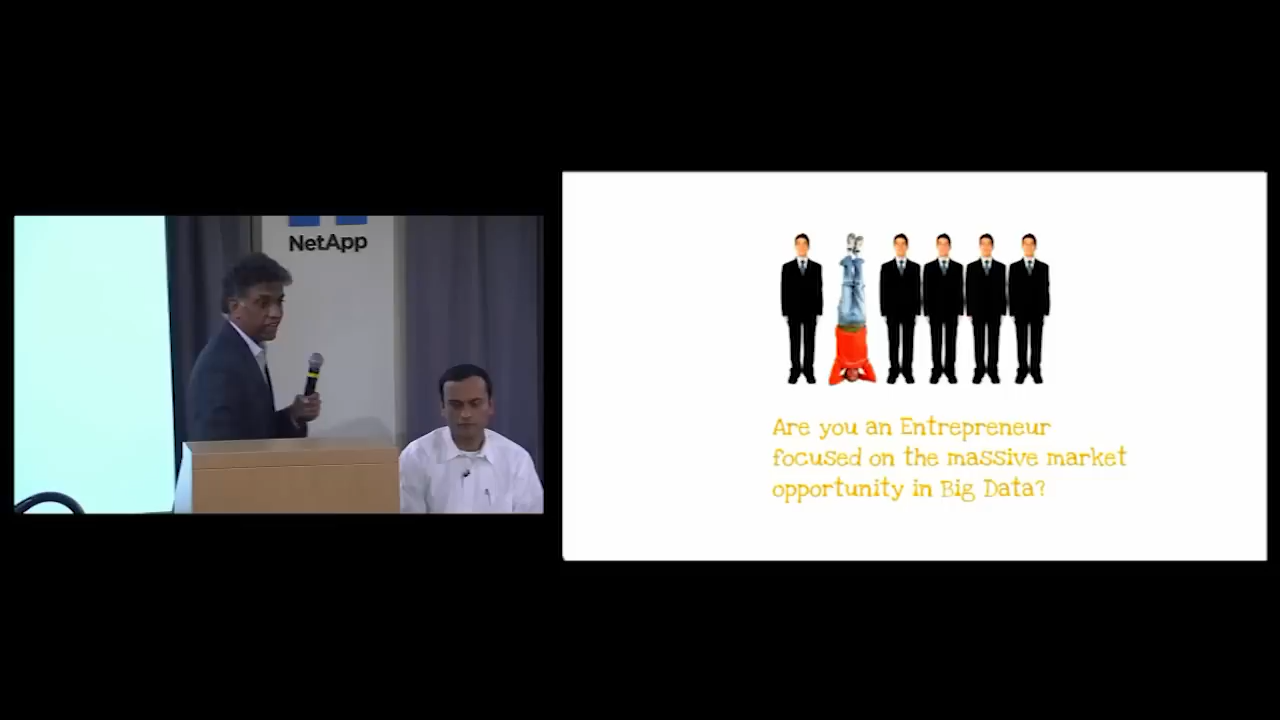 NetApp
Are you an Entrepreneur
focused on the massive market
opportunity in Big Data?